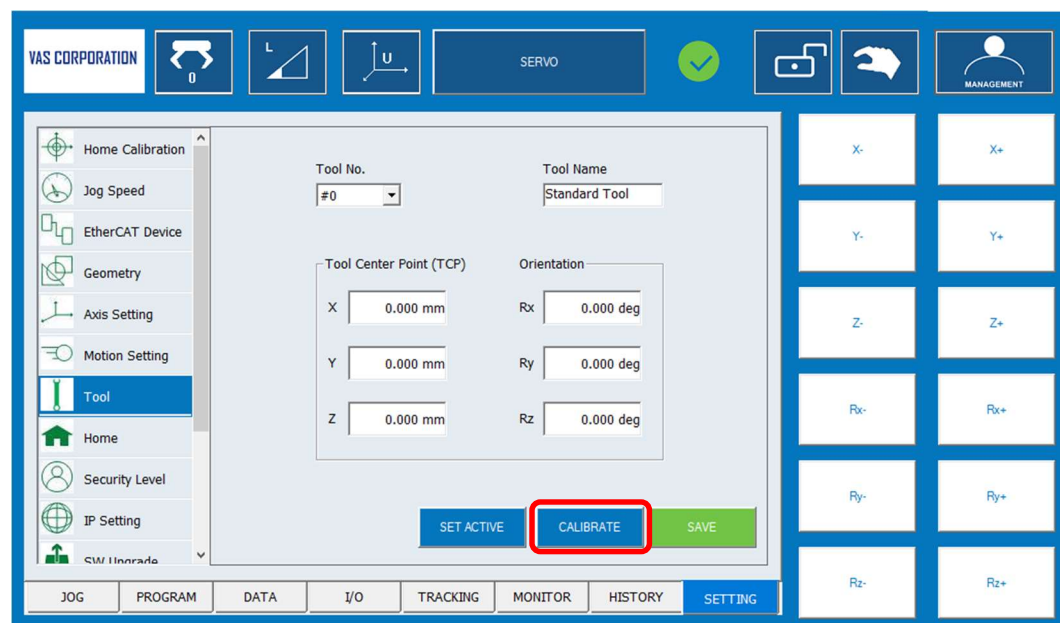 VAS CORPORATION
0
L
U
SERVO
MANAGEMENT
Home Calibration
Jog Speed
EtherCAT Device
Geometry
Axis Setting
Motion Setting
Tool
Home
Security Level
IP Setting
SW Upgrade
Tool No.
Tool Name
#0
Standard Tool
Tool Center Point (TCP)
Orientation
X 0.000 mm
Rx 0.000 deg
Y 0.000 mm
Ry 0.000 deg
Z 0.000 mm
Rz 0.000 deg
SET ACTIVE
CALIBRATE
SAVE
X-
X+
Y-
Y+
Z-
Z+
Rx-
Rx+
Ry-
Ry+
Rz-
Rz+
JOG
PROGRAM
DATA
I/O
TRACKING
MONITOR
HISTORY
SETTING